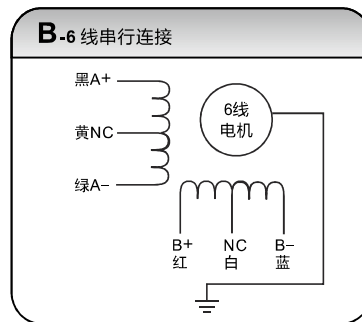 B-6 线串行连接
黑A+
黄NC
绿A-
6线
电机
B+ NC B-
红 白 蓝